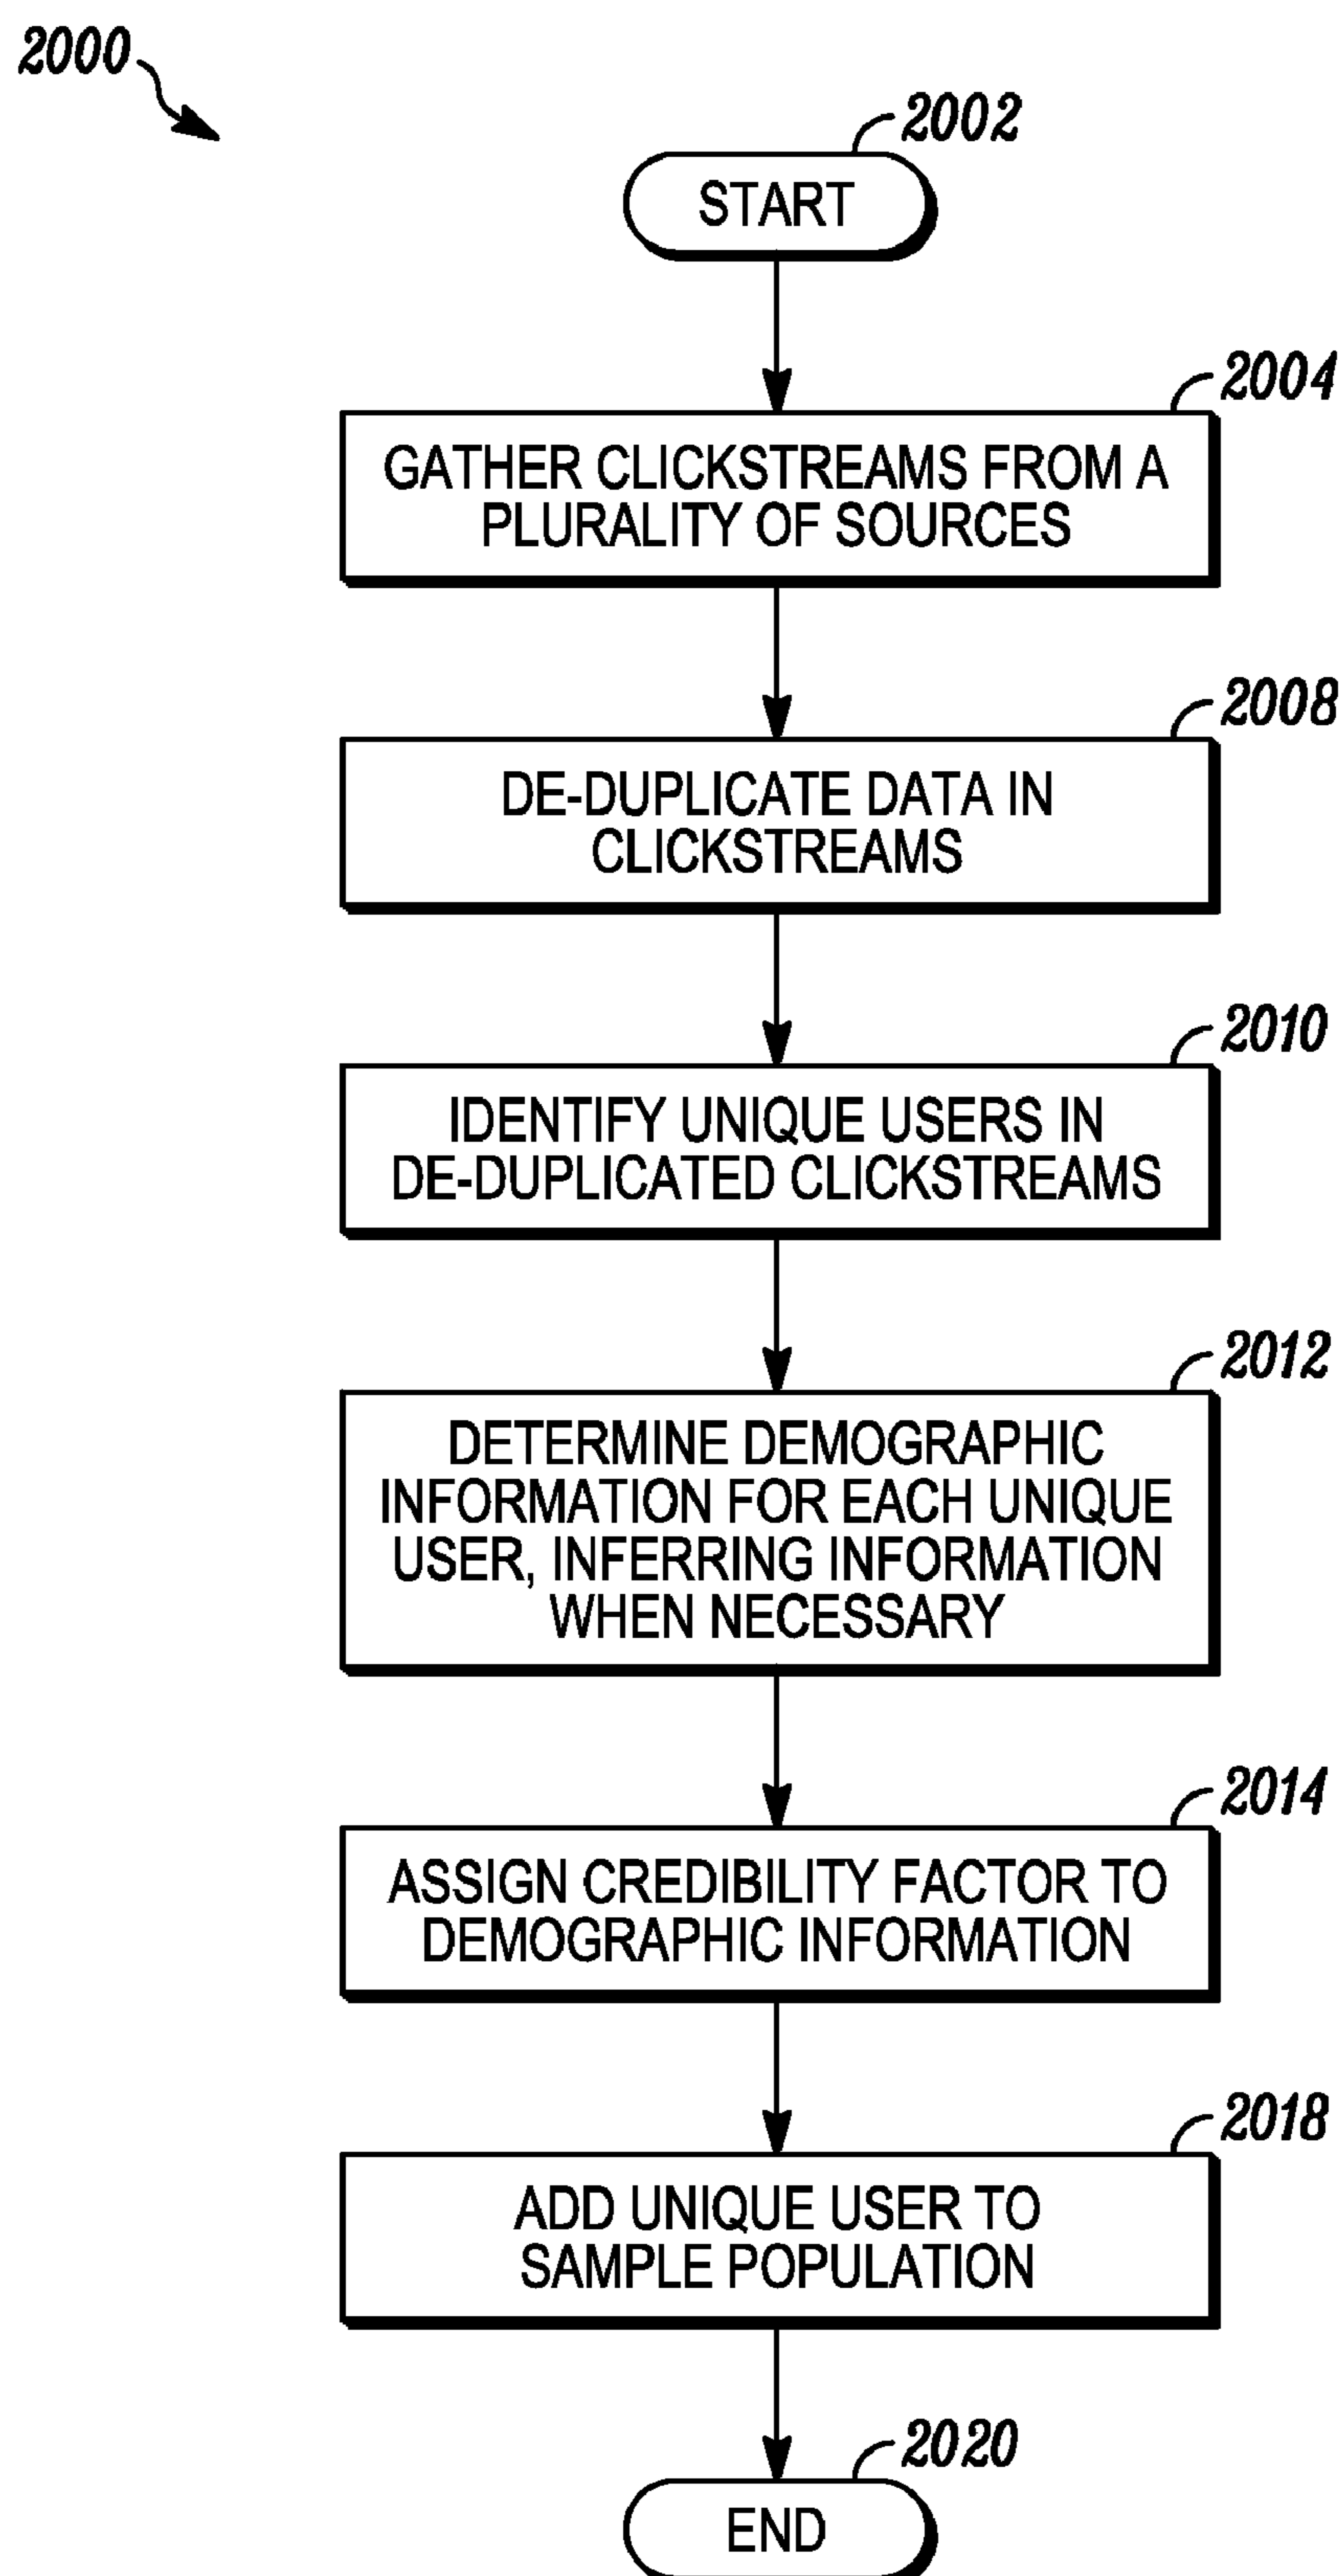 2000
2002
START
2004
GATHER CLICKSTREAMS FROM A
PLURALITY OF SOURCES
2008
DE-DUPLICATE DATA IN
CLICKSTREAMS
2010
IDENTIFY UNIQUE USERS IN
DE-DUPLICATED CLICKSTREAMS
2012
DETERMINE DEMOGRAPHIC
INFORMATION FOR EACH UNIQUE
USER, INFERRING INFORMATION
WHEN NECESSARY
2014
ASSIGN CREDIBILITY FACTOR TO
DEMOGRAPHIC INFORMATION
2018
ADD UNIQUE USER TO
SAMPLE POPULATION
2020
END